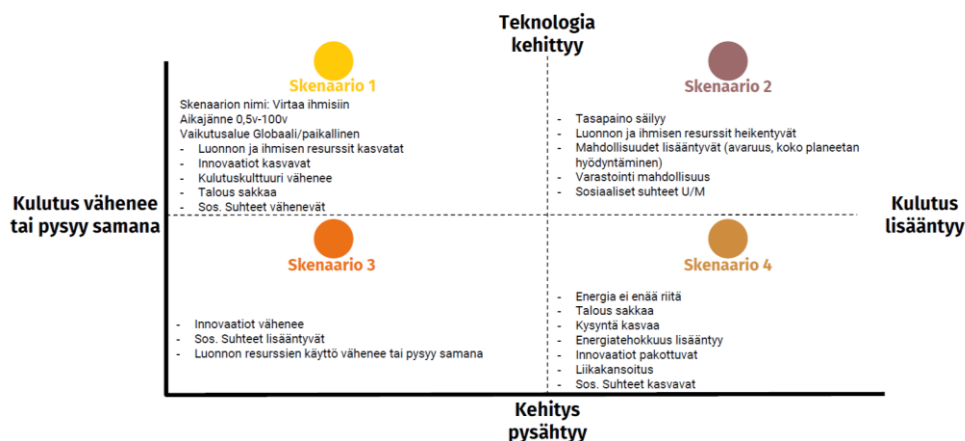 Teknologia
kehittyy
Skenaario 1
Skenaarion nimi: Virtaa ihmisiin
Aikajänne 0,5v-100v
Vaikutusalue Globaali/paikallinen
- Luonnon ja ihmisen resurssit kasvatat
- Innovaatiot kasvavat
- Kulutuskulttuuri vähenee
- Talous sakkaa
- Sos. Suhteet vähenevät
Skenaario 2
- Tasapaino säilyy
- Luonnon ja ihmisen resurssit heikentyvät
- Mahdollisuudet lisääntyvät (avaruus, koko planeetan
hyödyntäminen)
- Varastointi mahdollisuus
- Sosiaaliset suhteet U/M
Kulutus vähenee
tai pysyy samana
Kulutus
lisääntyy
Skenaario 3
- Innovaatiot vähenee
- Sos. Suhteet lisääntyvät
- Luonnon resurssien käyttö vähenee tai pysyy samana
Skenaario 4
- Energia ei enää riitä
- Talous sakkaa
- Kysyntä kasvaa
- Energiatehokkuus lisääntyy
- Innovaatiot pakottuvat
- Liikakansoitus
- Sos. Suhteet kasvavat
Kehitys
pysähtyy